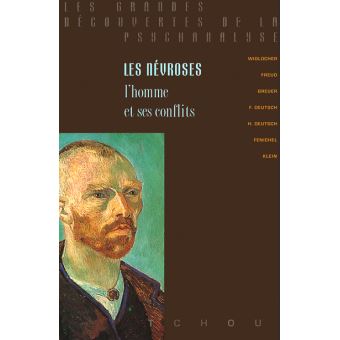 LES GRANDES
DÉCOUVERTES DE LA
PSYCHANALYSE
WIDLÖCHER
FREUD
BREUER
F. DEUTSCH
H. DEUTSCH
FENICHEL
KLEIN
LES NÉVROSES
l'homme
et ses conflits
TCHOU